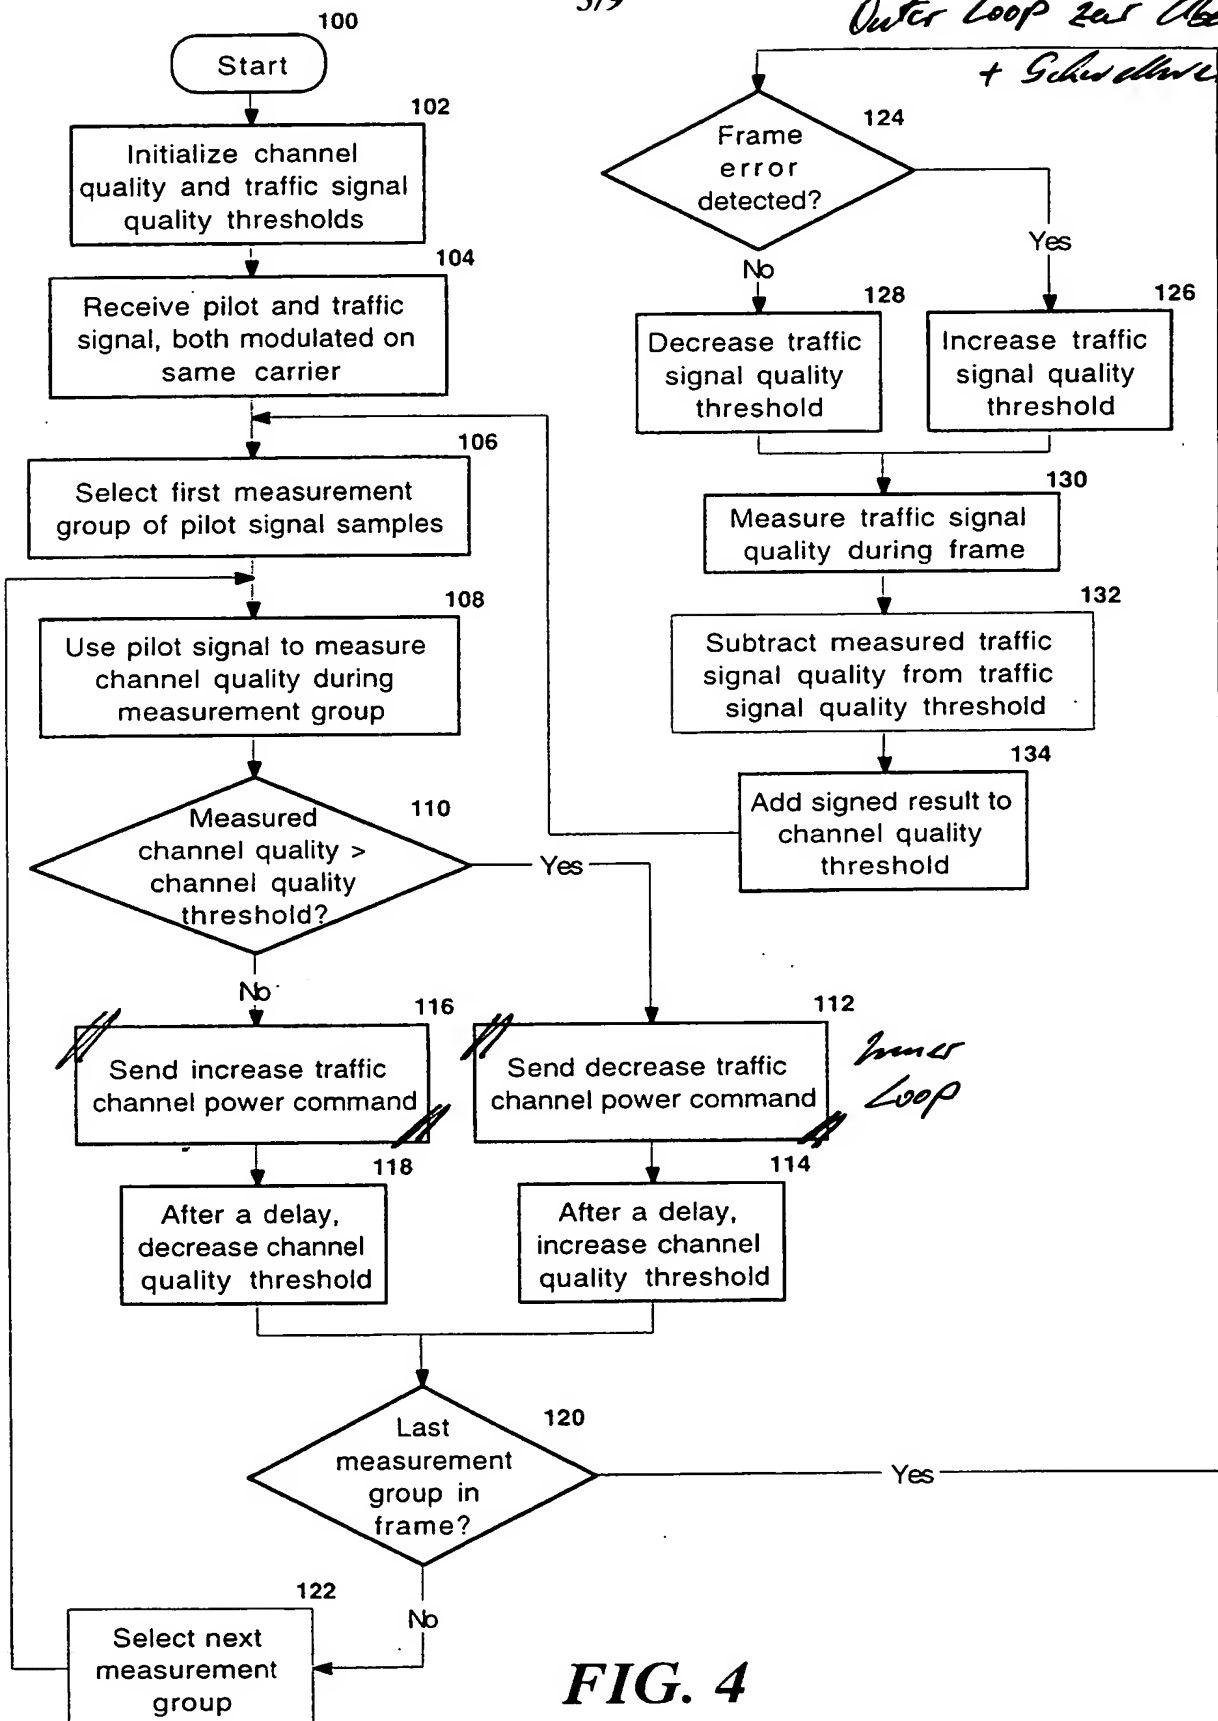 3/9
Outer Loop zur
+
100
Start
102
Initialize channel
quality and traffic signal
quality thresholds
104
Receive pilot and traffic
signal, both modulated on
same carrier
106
Select first measurement
group of pilot signal samples
108
Use pilot signal to measure
channel quality during
measurement group
110
Measured
channel quality >
channel quality
threshold?
Yes
No
116
Send increase traffic
channel power command
112
Send decrease traffic
channel power command
Inner
Loop
118
After a delay,
decrease channel
quality threshold
114
After a delay,
increase channel
quality threshold
120
Last
measurement
group in
frame?
Yes
No
122
Select next
measurement
group
124
Frame
error
detected?
Yes
No
128
Decrease traffic
signal quality
threshold
126
Increase traffic
signal quality
threshold
130
Measure traffic signal
quality during frame
132
Subtract measured traffic
signal quality from traffic
signal quality threshold
134
Add signed result to
channel quality
threshold
FIG. 4